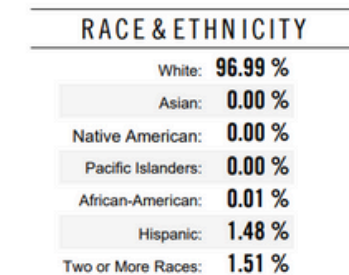 RACE & ETHNICITY
White: 96.99 %
Asian: 0.00 %
Native American: 0.00 %
Pacific Islanders: 0.00 %
African-American: 0.01 %
Hispanic: 1.48 %
Two or More Races: 1.51 %